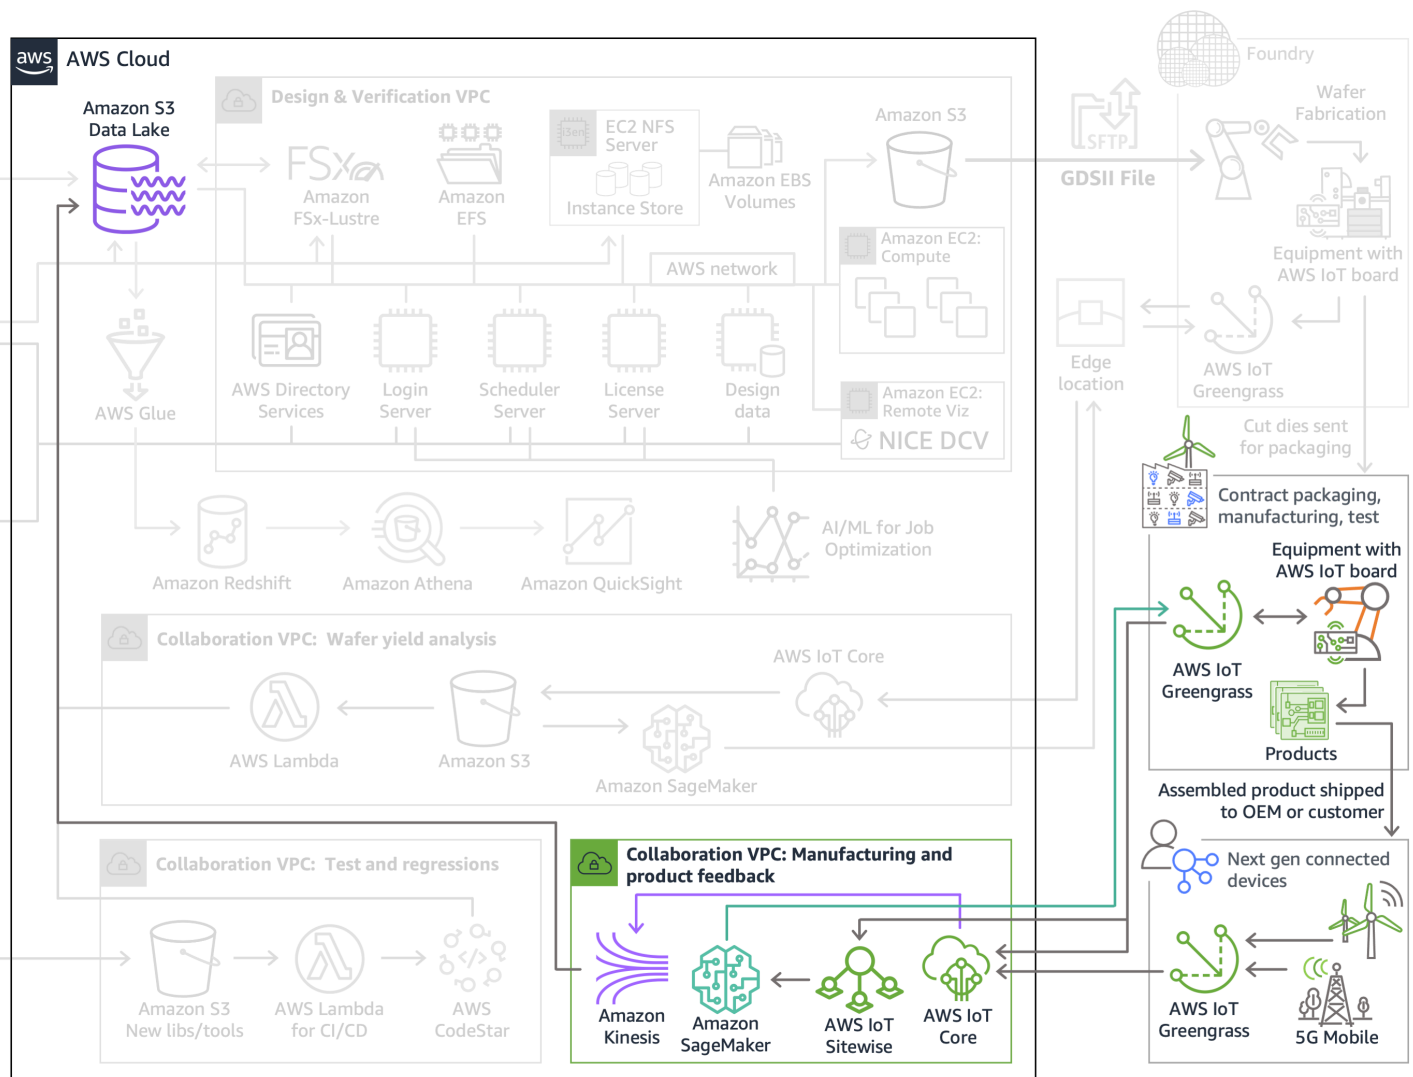 aws
AWS Cloud
Amazon S3
Data Lake
Design & Verification VPC
FSx
Amazon
FSx-Lustre
Amazon
EFS
i3en
EC2 NFS
Server
Instance Store
Amazon EBS
Volumes
Amazon S3
SFTP
GDSII File
Foundry
Wafer
Fabrication
Equipment with
AWS IoT board
AWS network
Amazon EC2:
Compute
AWS Glue
AWS Directory
Services
Login
Server
Scheduler
Server
License
Server
Design
data
Amazon EC2:
Remote Viz
NICE DCV
Edge
location
AWS IoT
Greengrass
Cut dies sent
for packaging
Amazon Redshift
Amazon Athena
Amazon QuickSight
AI/ML for Job
Optimization
Contract packaging,
manufacturing, test
Equipment with
AWS IoT board
AWS IoT
Greengrass
Products
Collaboration VPC: Wafer yield analysis
AWS Lambda
Amazon S3
Amazon SageMaker
AWS IoT Core
Assembled product shipped
to OEM or customer
Collaboration VPC: Test and regressions
Amazon S3
New libs/tools
AWS Lambda
for CI/CD
AWS
CodeStar
Collaboration VPC: Manufacturing and
product feedback
Amazon
Kinesis
Amazon
SageMaker
AWS IoT
Sitewise
AWS IoT
Core
Next gen connected
devices
AWS IoT
Greengrass
5G Mobile